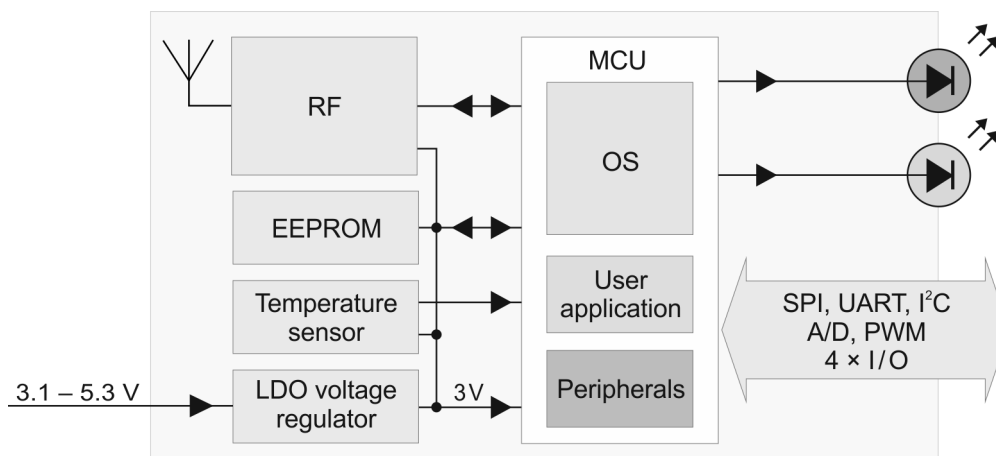 MCU
RF
OS
EEPROM
User
application
Temperature
sensor
SPI, UART, I²C
A/D, PWM
4 × I/O
3.1 – 5.3 V
LDO voltage
regulator
3V
Peripherals